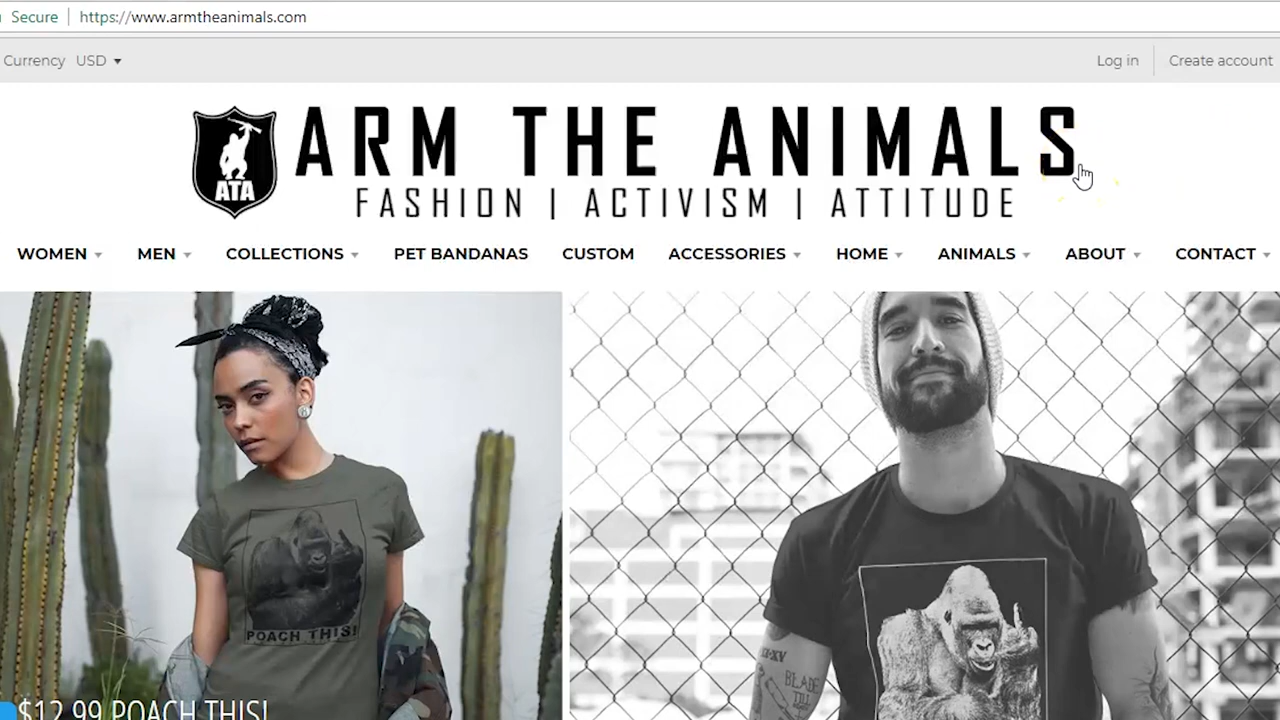 Secure https://www.armtheanimals.com
Currency USD Log in Create account
ATA
ARM THE ANIMALS
FASHION | ACTIVISM | ATTITUDE
WOMEN MEN COLLECTIONS PET BANDANAS CUSTOM ACCESSORIES HOME ANIMALS ABOUT CONTACT
POACH THIS!
BLADE
$12.99 POACH THIS!